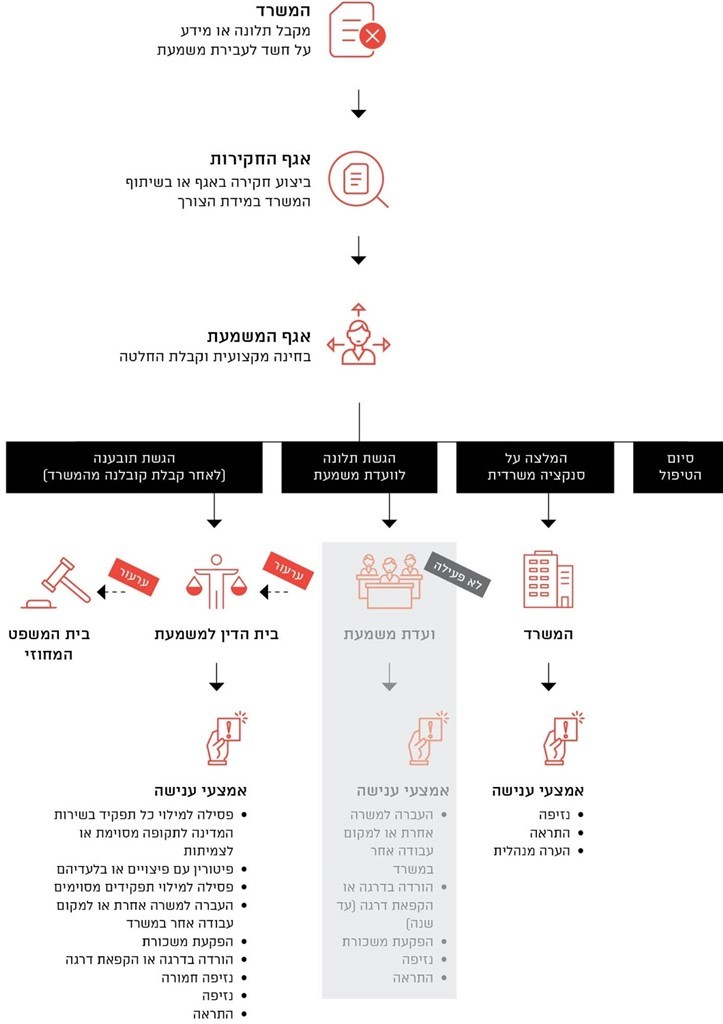 המשרד
מקבל תלונה או מידע
על חשד לעבירת משמעת
אגף החקירות
ביצוע חקירה באגף או בשיתוף
המשרד במידת הצורך
אגף המשמעת
בחינה מקצועית וקבלת החלטה
סיום
הטיפול
המלצה על
סנקציה משרדית
הגשת תלונה
לוועדת משמעת
הגשת תובענה
(לאחר קבלת קובלנה מהמשרד)
המשרד
אמצעי ענישה
• נזיפה
• התראה
• הערה מנהלית
לא פעילה
ועדת משמעת
אמצעי ענישה
• העברה למשרה
אחרת או למקום
עבודה אחר
במשרד
• הורדה בדרגה או
הקפאת דרגה (עד
שנה)
• הפקעת משכורת
• נזיפה
• התראה
ערעור
בית הדין למשמעת
אמצעי ענישה
• פסילה למילוי כל תפקיד בשירות
המדינה לתקופה מסוימת או
לצמיתות
• פיטורין עם פיצויים או בלעדיהם
• פסילה למילוי תפקידים מסוימים
• העברה למשרה אחרת או למקום
עבודה אחר במשרד
• הפקעת משכורת
• הורדה בדרגה או הקפאת דרגה
• נזיפה חמורה
• נזיפה
• התראה
ערעור
בית המשפט
המחוזי